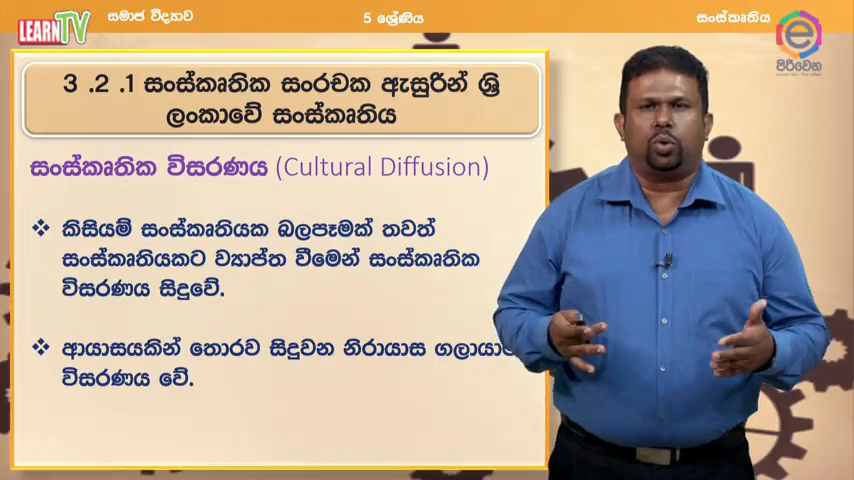 LEARN TV
සමාජ විද්‍යාව
5 ශ්‍රේණිය
සංස්කෘතිය
පිරිවෙන
3 .2 .1 සංස්කෘතික සංරචක ඇසුරින් ශ්‍රි
ලංකාවේ සංස්කෘතිය
සංස්කෘතික විසරණය (Cultural Diffusion)
❖ කිසියම් සංස්කෘතියක බලපෑමක් තවත්
සංස්කෘතියකට ව්‍යාප්ත වීමෙන් සංස්කෘතික
විසරණය සිදුවේ.
❖ ආයාසයකින් තොරව සිදුවන නිරායාස
විසරණය වේ.